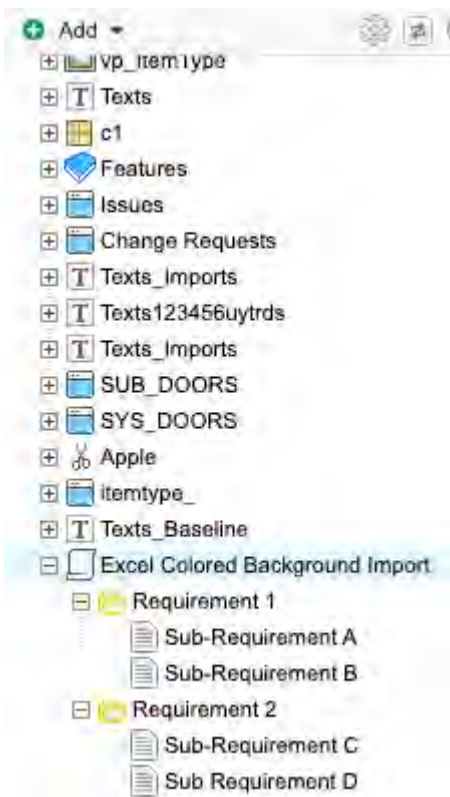 Add
vp_ItemType
T Texts
c1
Features
Issues
Change Requests
T Texts_Imports
T Texts123456uytrds
T Texts_Imports
SUB_DOORS
SYS_DOORS
Apple
itemtype_
T Texts_Baseline
Excel Colored Background Import
Requirement 1
Sub-Requirement A
Sub-Requirement B
Requirement 2
Sub-Requirement C
Sub Requirement D